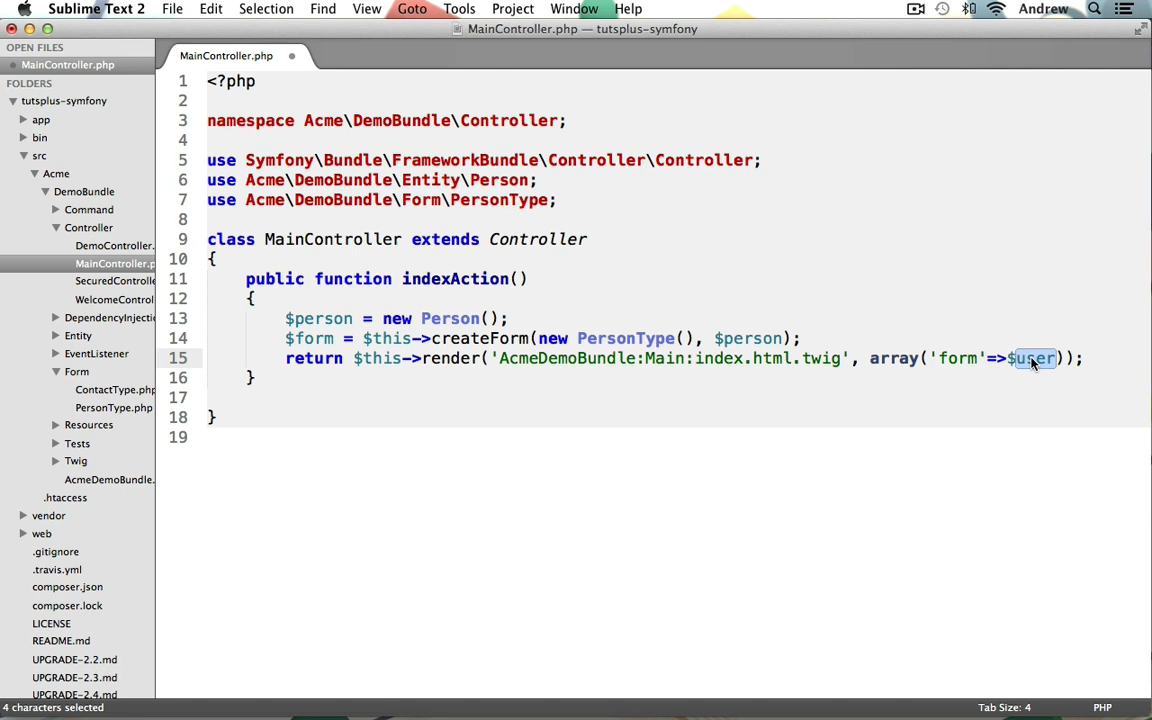 Sublime Text 2 File Edit Selection Find View Goto Tools Project Window Help Andrew
MainController.php — tutsplus-symfony
OPEN FILES
MainController.php
FOLDERS
tutsplus-symfony
app
bin
src
Acme
DemoBundle
Command
Controller
DemoController.
MainController.p
SecuredControlle
WelcomeControl
DependencyInjecti
Entity
EventListener
Form
ContactType.php
PersonType.php
Resources
Tests
Twig
AcmeDemoBundle.
.htaccess
vendor
web
.gitignore
.travis.yml
composer.json
composer.lock
LICENSE
README.md
UPGRADE-2.2.md
UPGRADE-2.3.md
UPGRADE-2.4.md
MainController.php
1 <?php
2
3 namespace Acme\DemoBundle\Controller;
4
5 use Symfony\Bundle\FrameworkBundle\Controller\Controller;
6 use Acme\DemoBundle\Entity\Person;
7 use Acme\DemoBundle\Form\PersonType;
8
9 class MainController extends Controller
10 {
11 public function indexAction()
12 {
13 $person = new Person();
14 $form = $this->createForm(new PersonType(), $person);
15 return $this->render('AcmeDemoBundle:Main:index.html.twig', array('form'=>$user));
16 }
17
18 }
19
4 characters selected Tab Size: 4 PHP